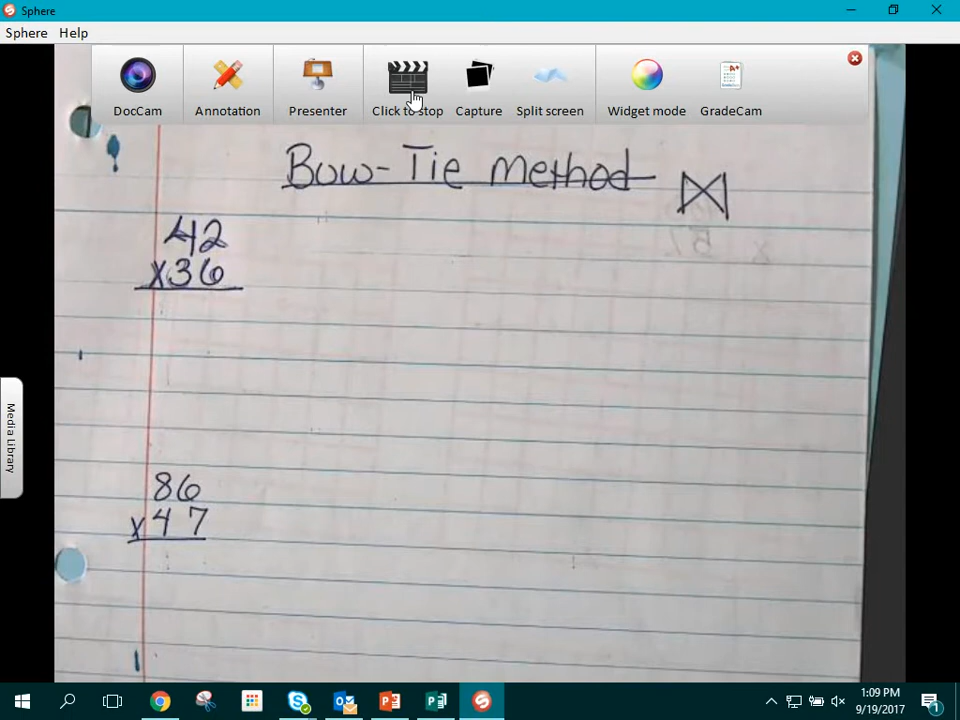 Sphere
Sphere Help
DocCam Annotation Presenter Click to stop Capture Split screen Widget mode GradeCam
Bow-Tie Method
42
x36
Media Library
86
x47
1:09 PM
9/19/2017